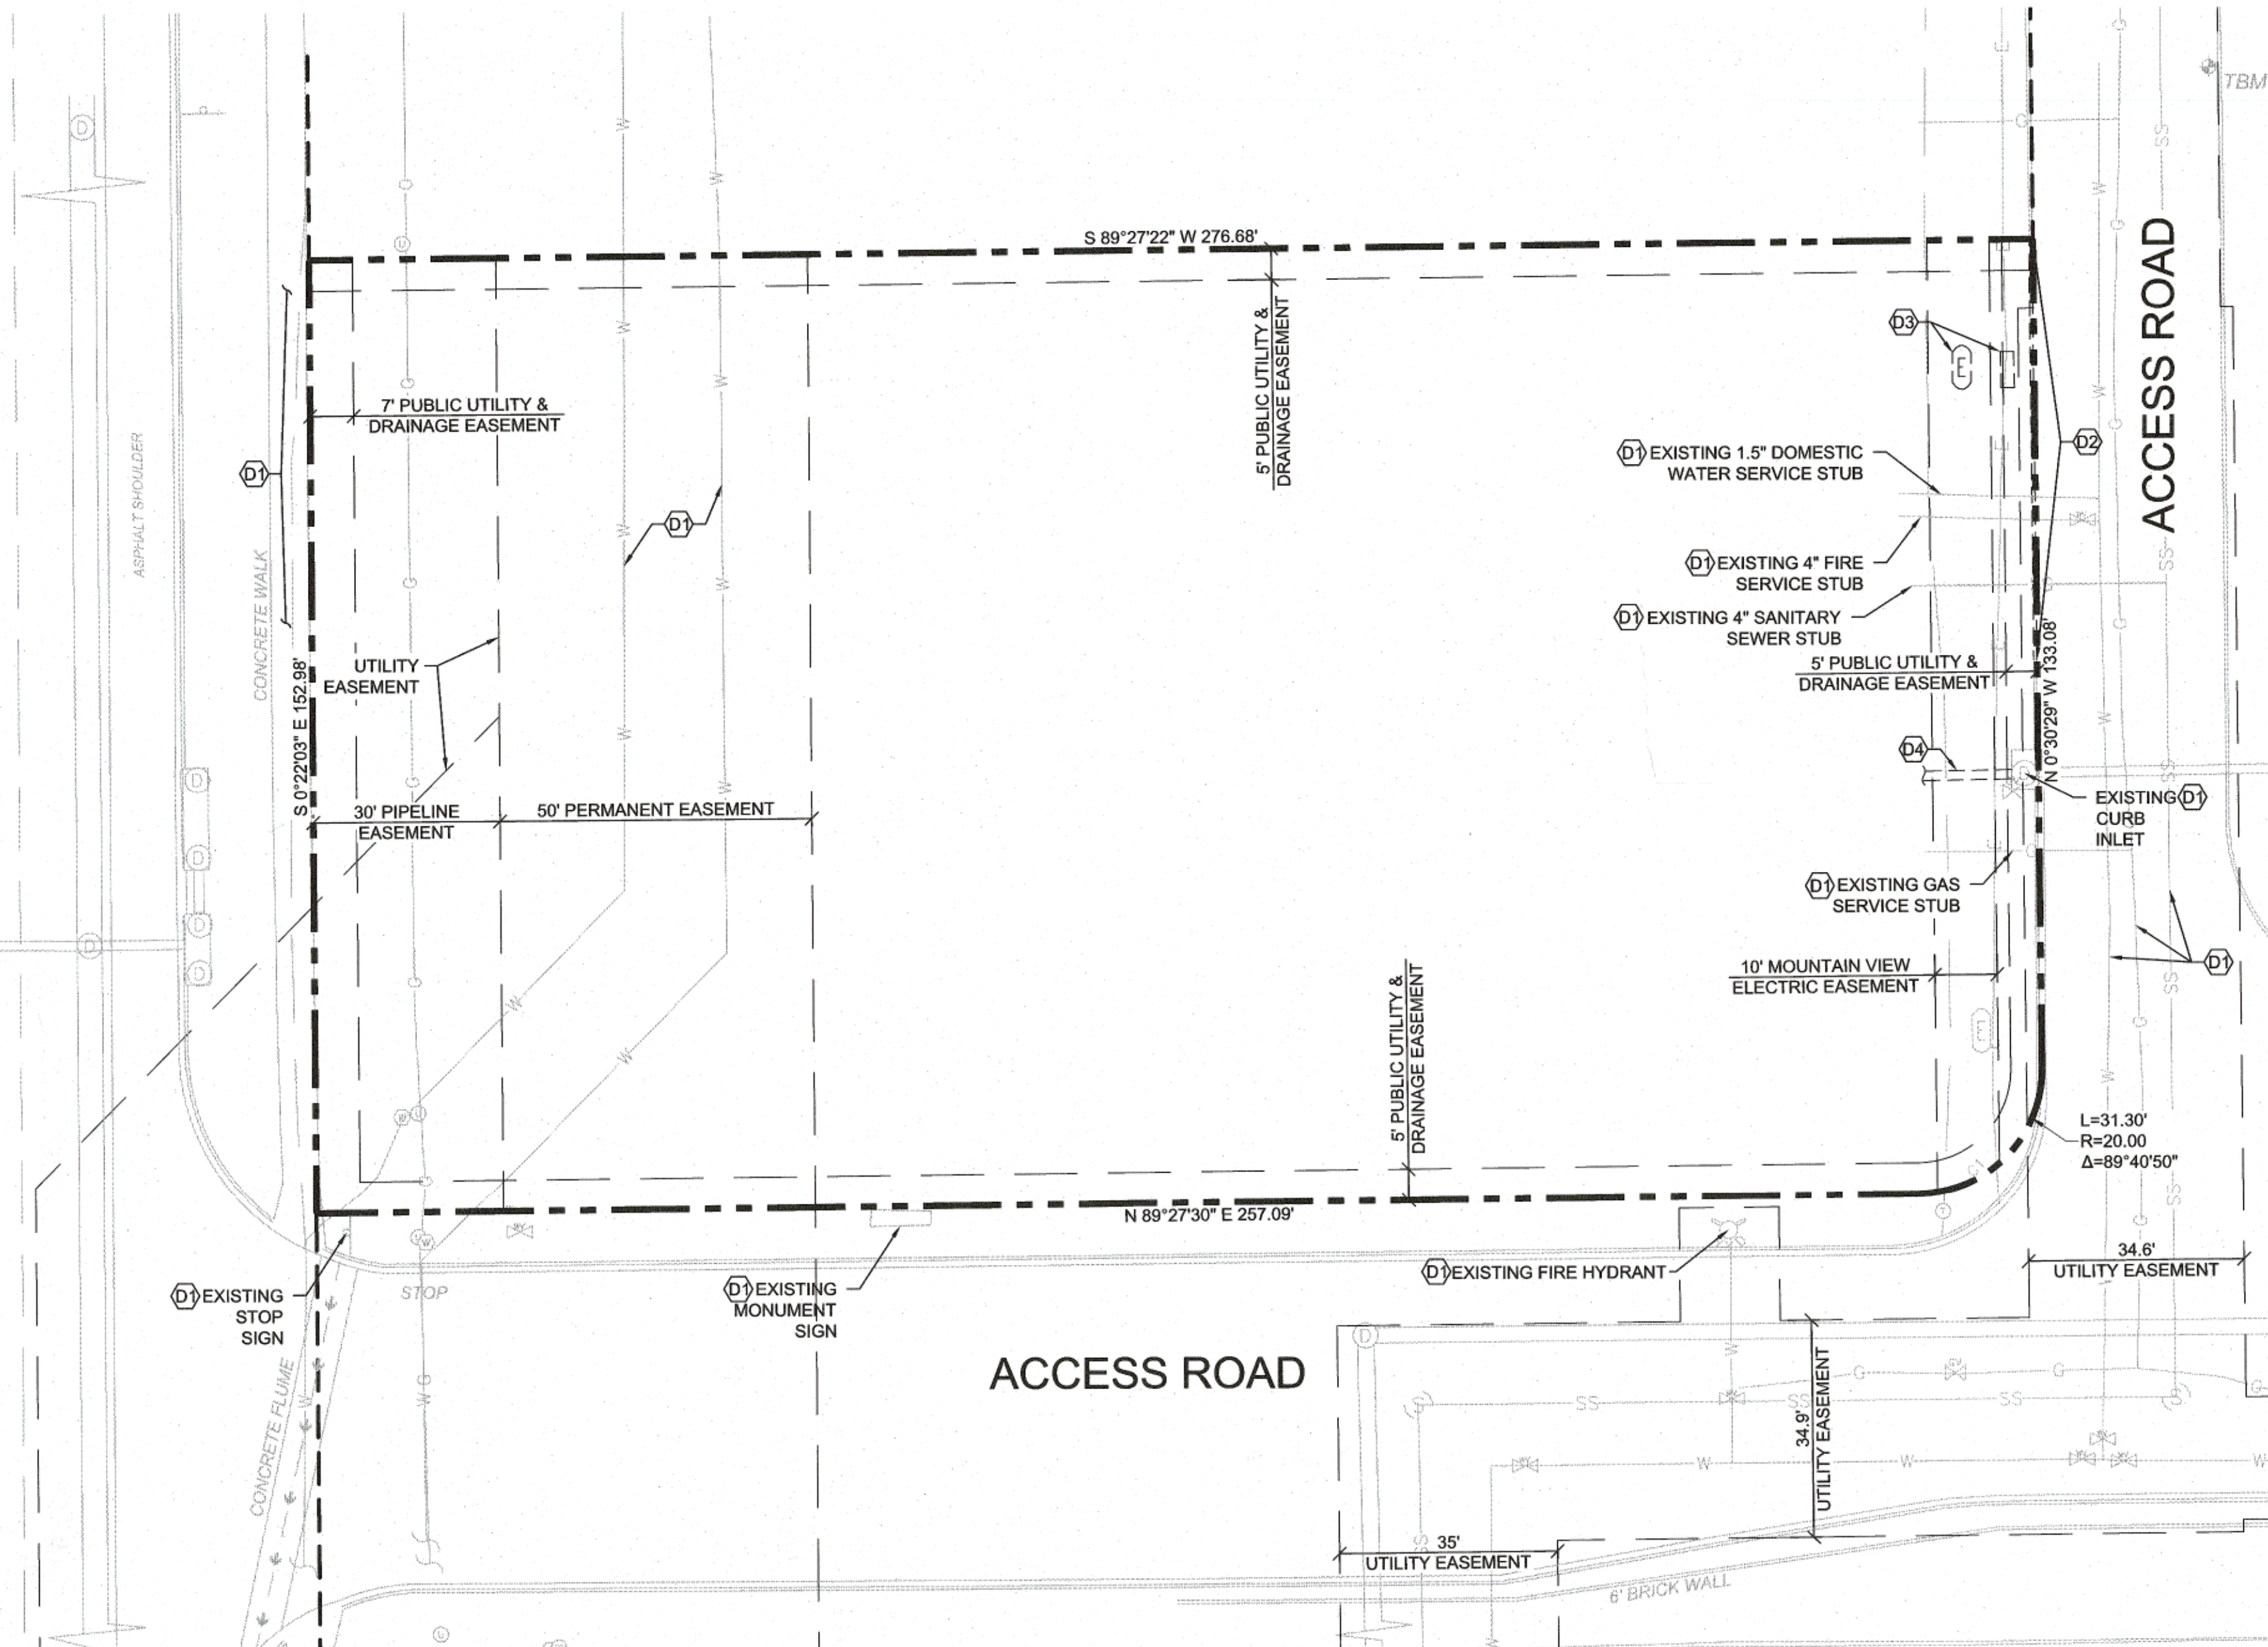 TBM
S 89°27'22" W 276.68'
ACCESS ROAD
5' PUBLIC UTILITY &
DRAINAGE EASEMENT
D3
E
7' PUBLIC UTILITY &
DRAINAGE EASEMENT
D1
D2
D1 EXISTING 1.5" DOMESTIC
WATER SERVICE STUB
ASPHALT SHOULDER
D1
D1 EXISTING 4" FIRE
SERVICE STUB
CONCRETE WALK
D1 EXISTING 4" SANITARY
SEWER STUB
UTILITY
EASEMENT
5' PUBLIC UTILITY &
DRAINAGE EASEMENT
S 0°22'03" E 152.98'
N 0°30'29" W 133.08'
D4
30' PIPELINE
EASEMENT
50' PERMANENT EASEMENT
EXISTING D1
CURB
INLET
D1 EXISTING GAS
SERVICE STUB
10' MOUNTAIN VIEW
ELECTRIC EASEMENT
D1
5' PUBLIC UTILITY &
DRAINAGE EASEMENT
L=31.30'
R=20.00
Δ=89°40'50"
C1
N 89°27'30" E 257.09'
34.6'
UTILITY EASEMENT
D1 EXISTING
STOP
SIGN
STOP
D1 EXISTING
MONUMENT
SIGN
D1 EXISTING FIRE HYDRANT
CONCRETE FLUME
ACCESS ROAD
34.9'
UTILITY EASEMENT
35'
UTILITY EASEMENT
6' BRICK WALL